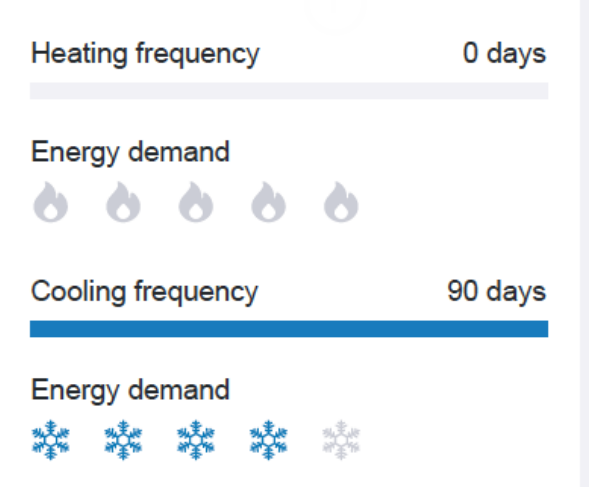 Heating frequency 0 days
Energy demand
Cooling frequency 90 days
Energy demand